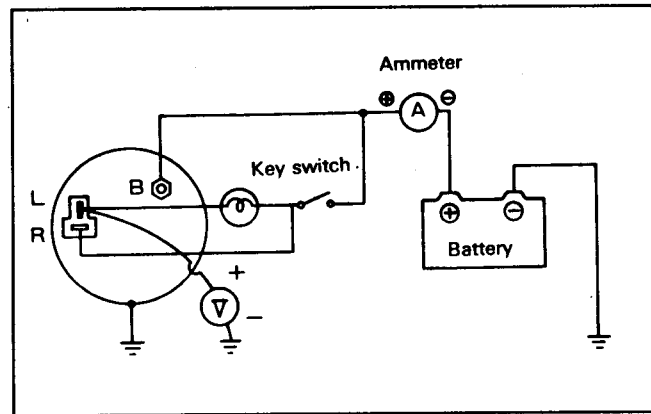 Ammeter
⊕ A ⊖
Key switch
B
L
R
+
V
−
⊕ ⊖
Battery